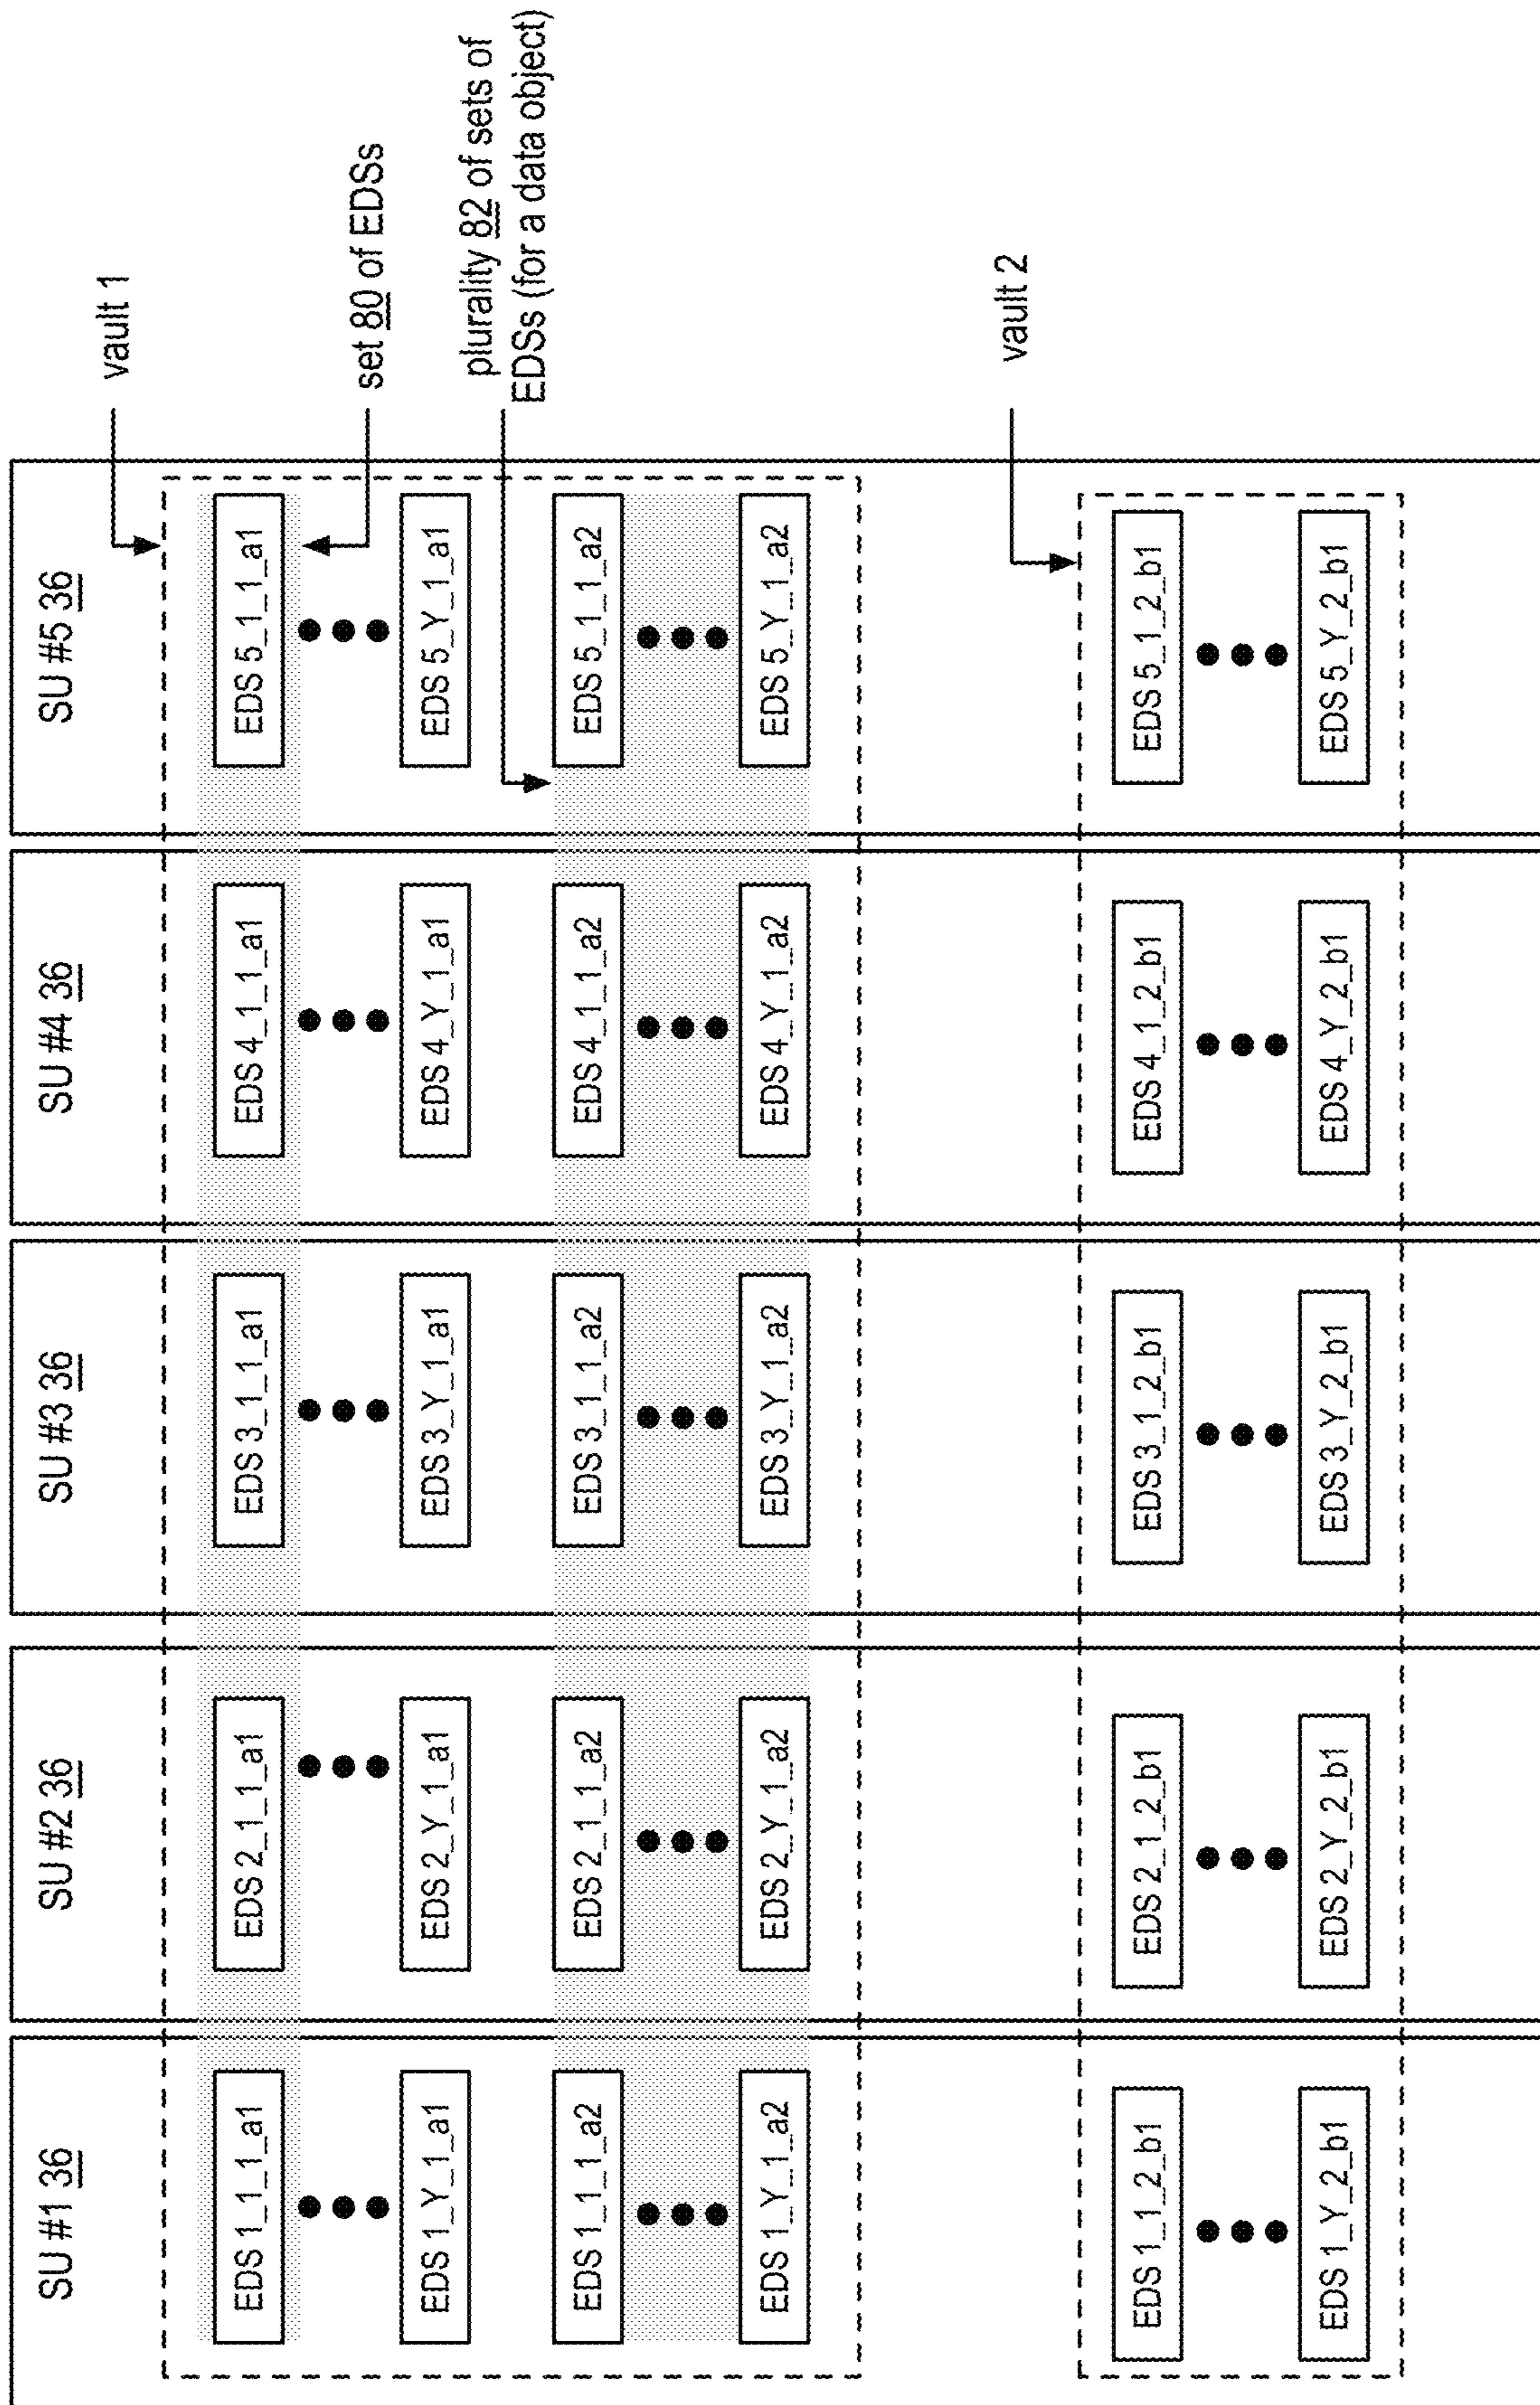 SU #1 36
SU #2 36
SU #3 36
SU #4 36
SU #5 36
vault 1
EDS 1_1_1_a1
EDS 2_1_1_a1
EDS 3_1_1_a1
EDS 4_1_1_a1
EDS 5_1_1_a1
set 80 of EDSs
EDS 1_Y_1_a1
EDS 2_Y_1_a1
EDS 3_Y_1_a1
EDS 4_Y_1_a1
EDS 5_Y_1_a1
plurality 82 of sets of
EDSs (for a data object)
EDS 1_1_1_a2
EDS 2_1_1_a2
EDS 3_1_1_a2
EDS 4_1_1_a2
EDS 5_1_1_a2
EDS 1_Y_1_a2
EDS 2_Y_1_a2
EDS 3_Y_1_a2
EDS 4_Y_1_a2
EDS 5_Y_1_a2
vault 2
EDS 1_1_2_b1
EDS 2_1_2_b1
EDS 3_1_2_b1
EDS 4_1_2_b1
EDS 5_1_2_b1
EDS 1_Y_2_b1
EDS 2_Y_2_b1
EDS 3_Y_2_b1
EDS 4_Y_2_b1
EDS 5_Y_2_b1